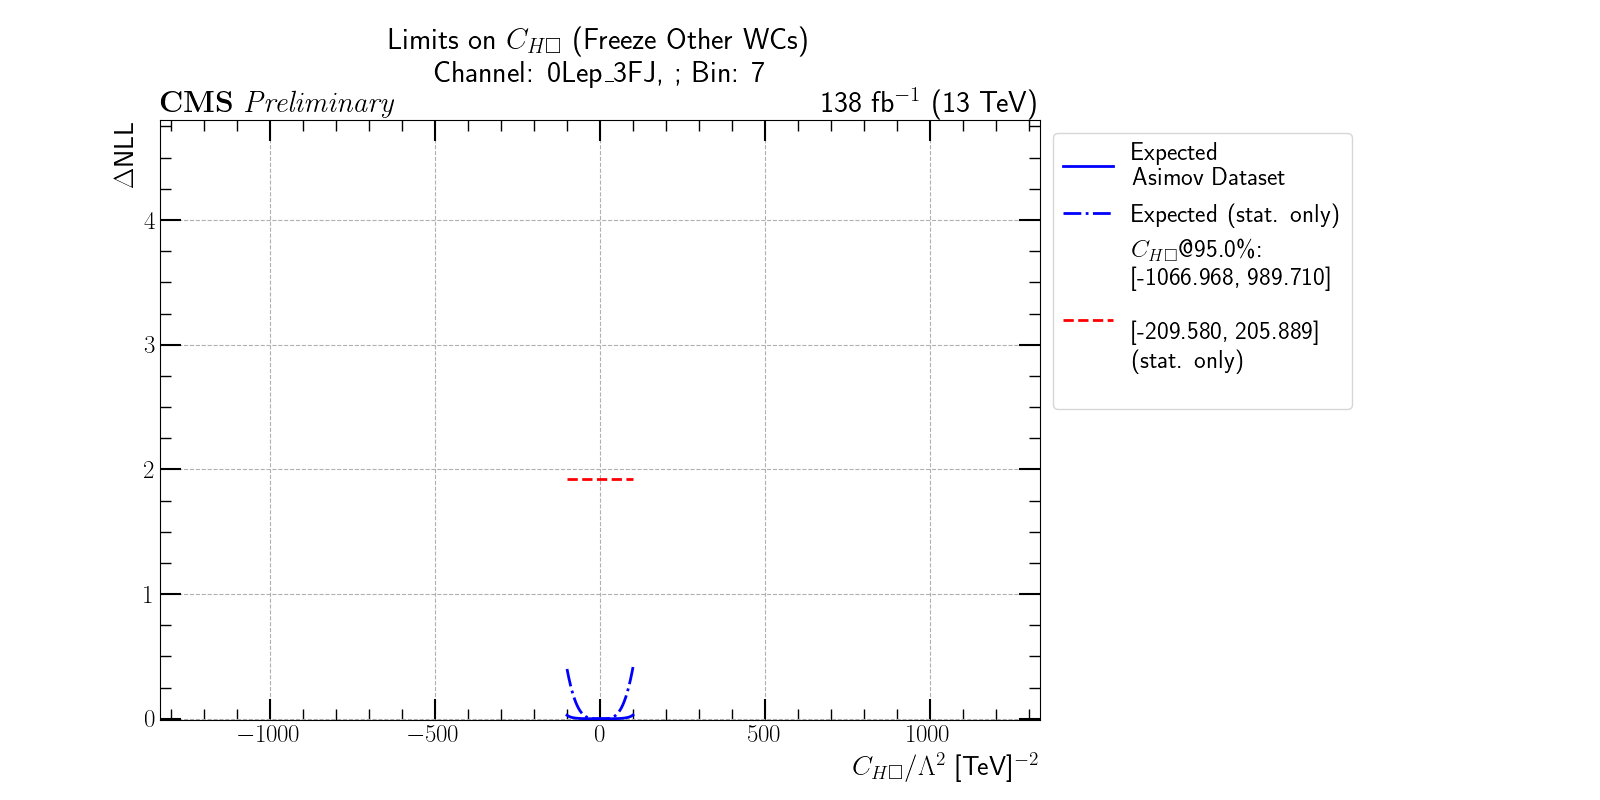 Limits on C_{H□} (Freeze Other WCs)
Channel: 0Lep_3FJ, ; Bin: 7
CMS Preliminary
138 fb⁻¹ (13 TeV)
ΔNLL
4
3
2
1
0
−1000
−500
0
500
1000
C_{H□}/Λ² [TeV]⁻²
Expected
Asimov Dataset
Expected (stat. only)
C_{H□}@95.0%:
[-1066.968, 989.710]
[-209.580, 205.889]
(stat. only)